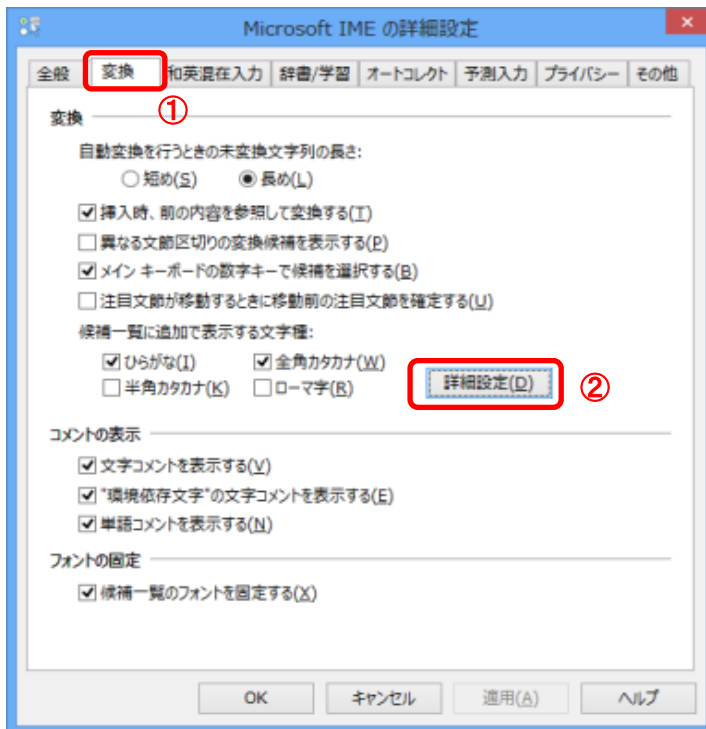 Microsoft IME の詳細設定
全般 変換 和英混在入力 辞書/学習 オートコレクト 予測入力 プライバシー その他
①
変換
自動変換を行うときの未変換文字列の長さ:
短め(S) 長め(L)
挿入時、前の内容を参照して変換する(T)
異なる文節区切りの変換候補を表示する(P)
メイン キーボードの数字キーで候補を選択する(B)
注目文節が移動するときに移動前の注目文節を確定する(U)
候補一覧に追加で表示する文字種:
ひらがな(I) 全角カタカナ(W)
半角カタカナ(K) ローマ字(R) 詳細設定(D) ②
コメントの表示
文字コメントを表示する(V)
"環境依存文字"の文字コメントを表示する(E)
単語コメントを表示する(N)
フォントの固定
候補一覧のフォントを固定する(X)
OK キャンセル 適用(A) ヘルプ